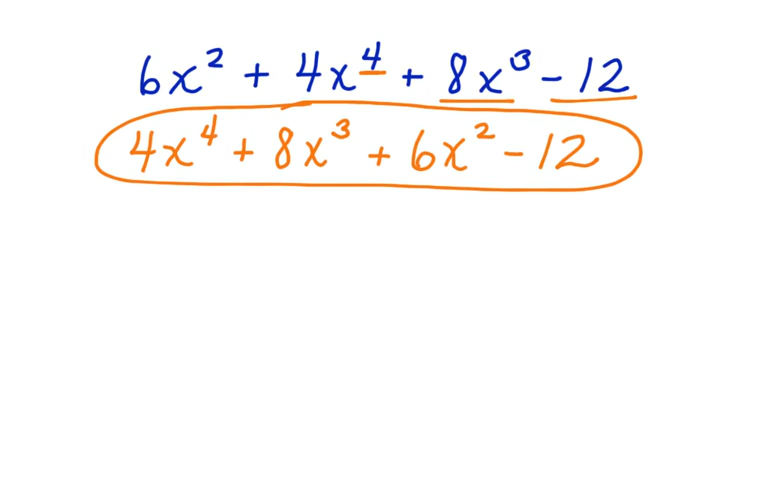 6x² + 4x⁴ + 8x³ - 12
4x⁴ + 8x³ + 6x² - 12